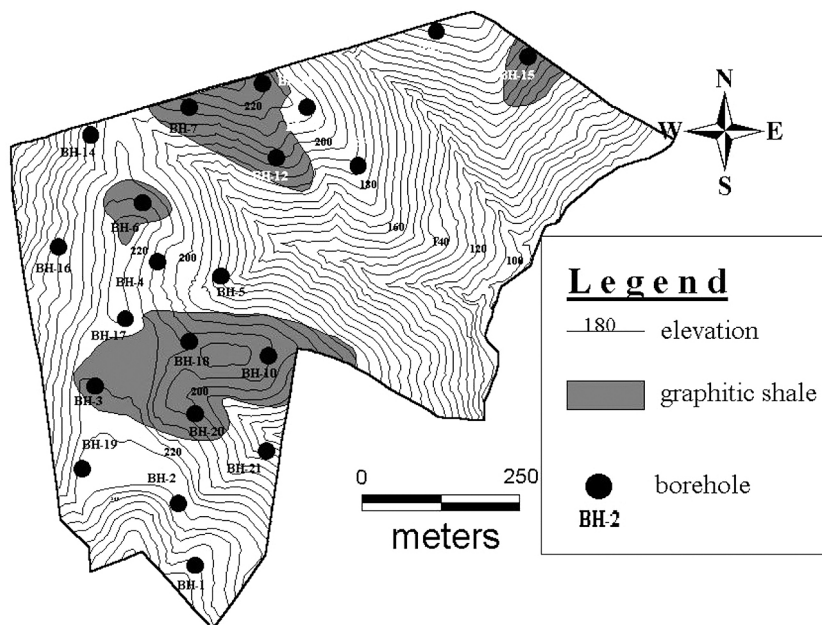 N
W E
S
BH-15
220
BH-7
200
BH-14
BH-12
180
BH-6
160
140
220
120
BH-16
200
100
BH-4
BH-5
BH-17
BH-18
BH-10
200
BH-3
BH-20
BH-19
220
BH-21
BH-2
BH-1
0 250
meters
Legend
180 elevation
graphitic shale
borehole
BH-2